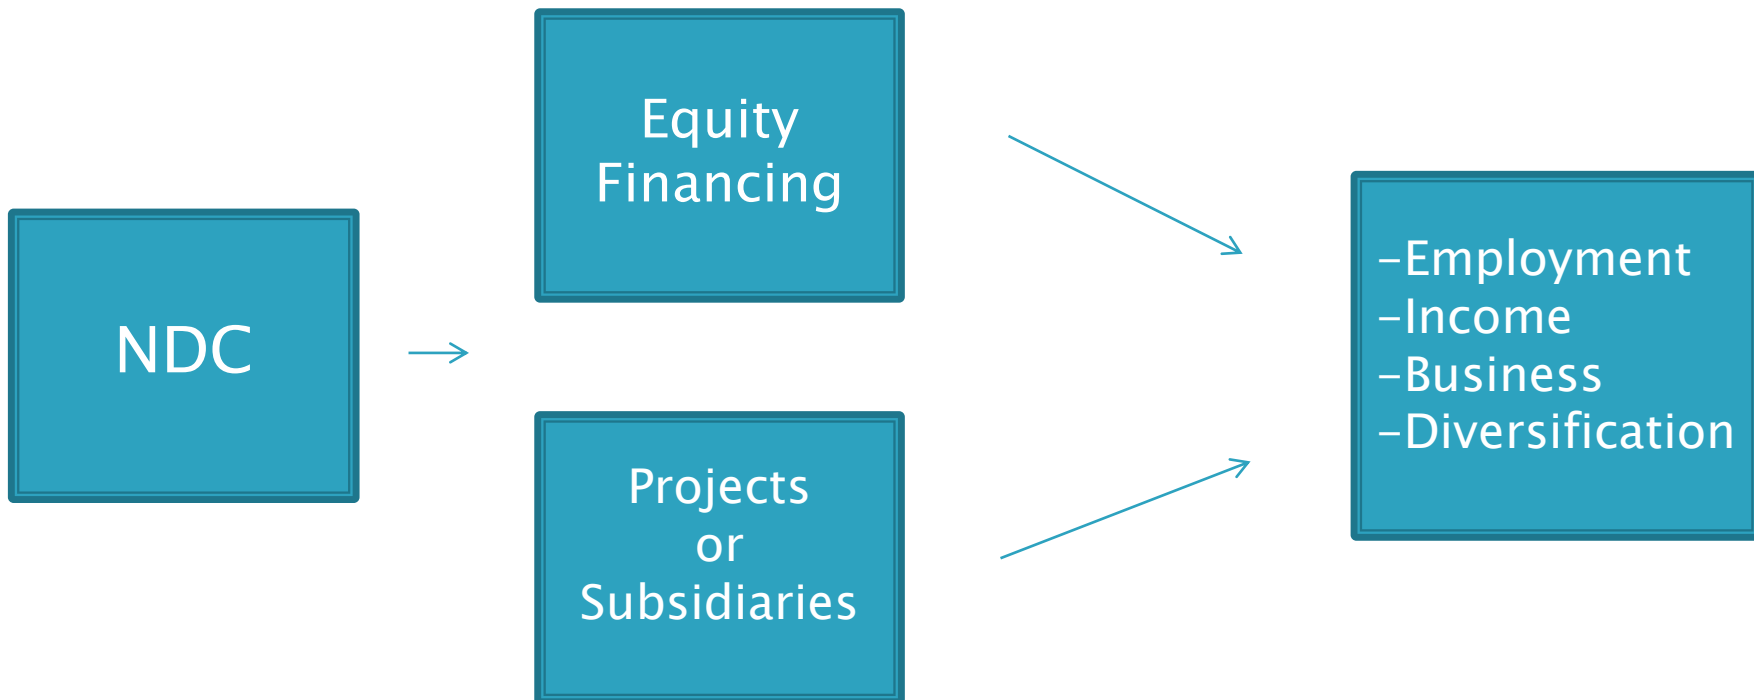 NDC
Equity
Financing
Projects
or
Subsidiaries
-Employment
-Income
-Business
-Diversification